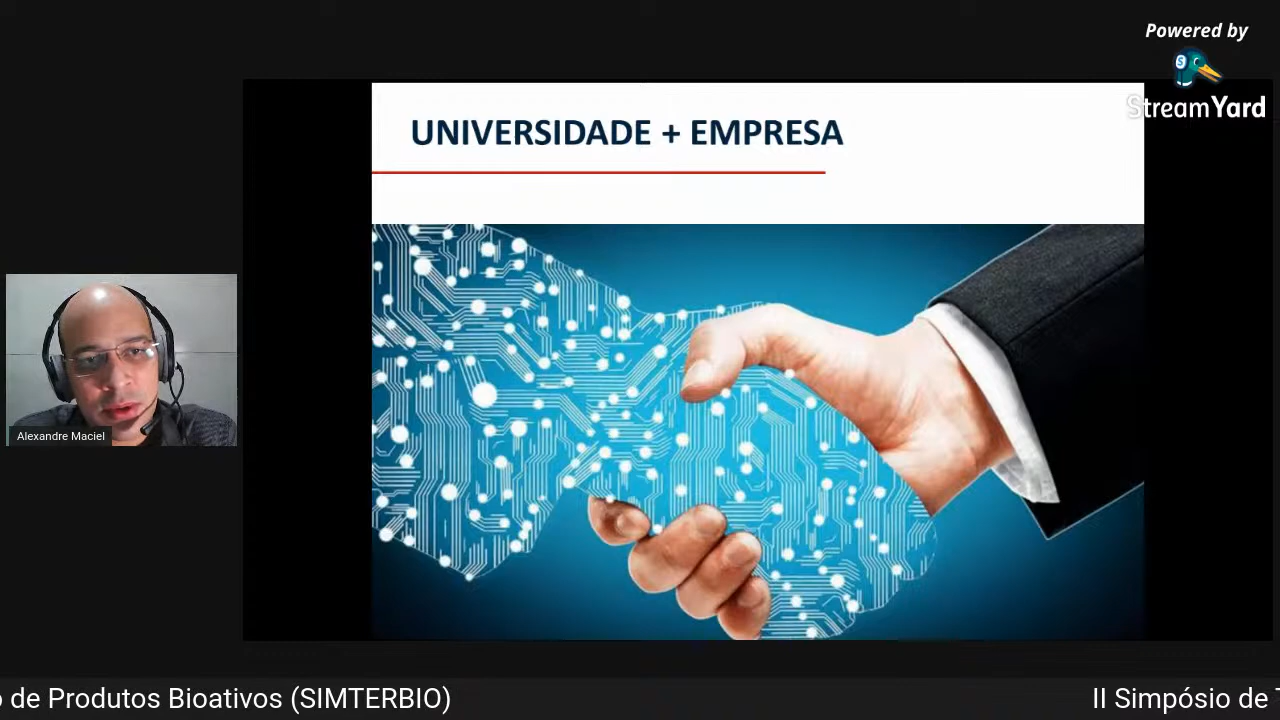 Powered by
StreamYard
UNIVERSIDADE + EMPRESA
Alexandre Maciel
de Produtos Bioativos (SIMTERBIO)
II Simpósio de